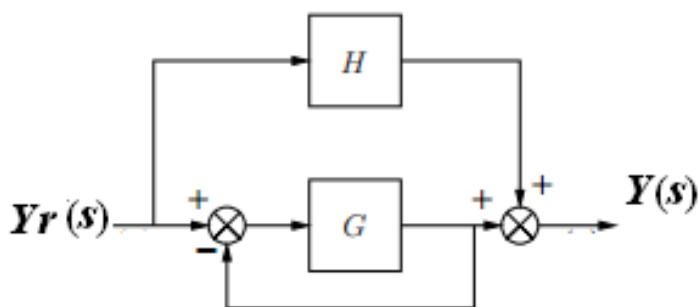 H
+ +
Y(s)
Yr(s) + G
−